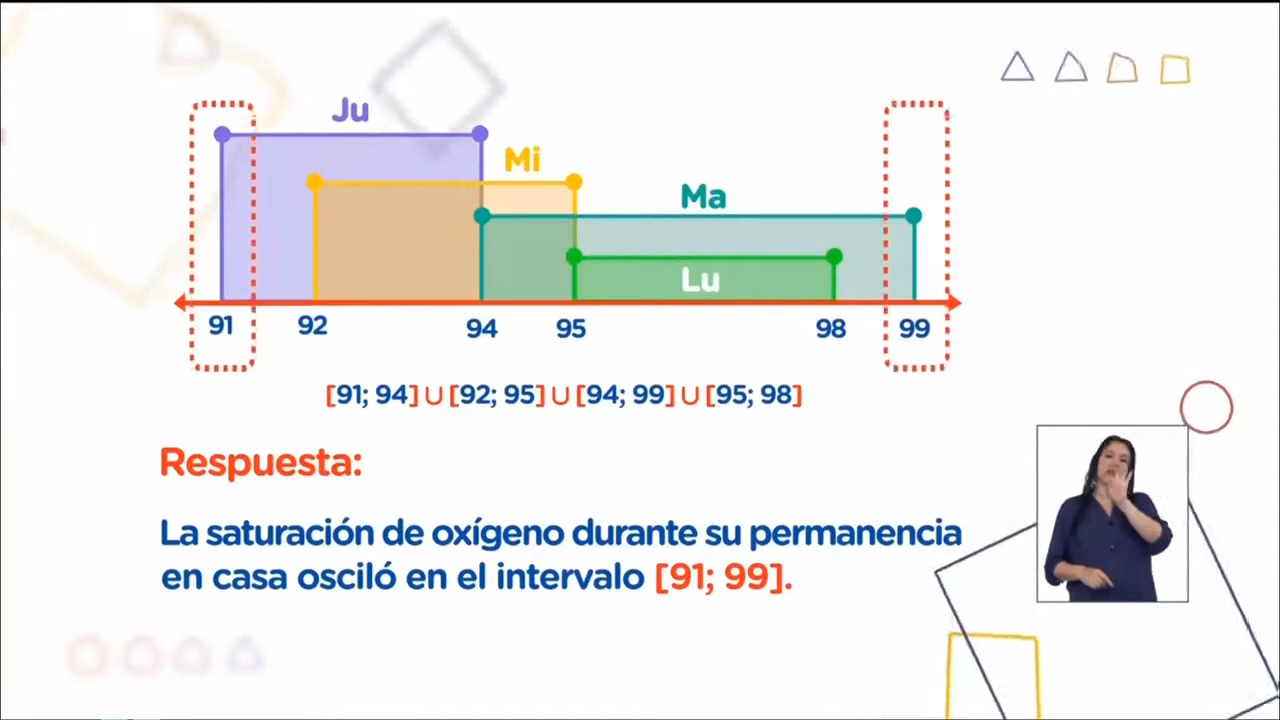 Ju
Mi
Ma
Lu
91 92 94 95 98 99
[91; 94] ∪ [92; 95] ∪ [94; 99] ∪ [95; 98]
Respuesta:
La saturación de oxígeno durante su permanencia
en casa osciló en el intervalo [91; 99].